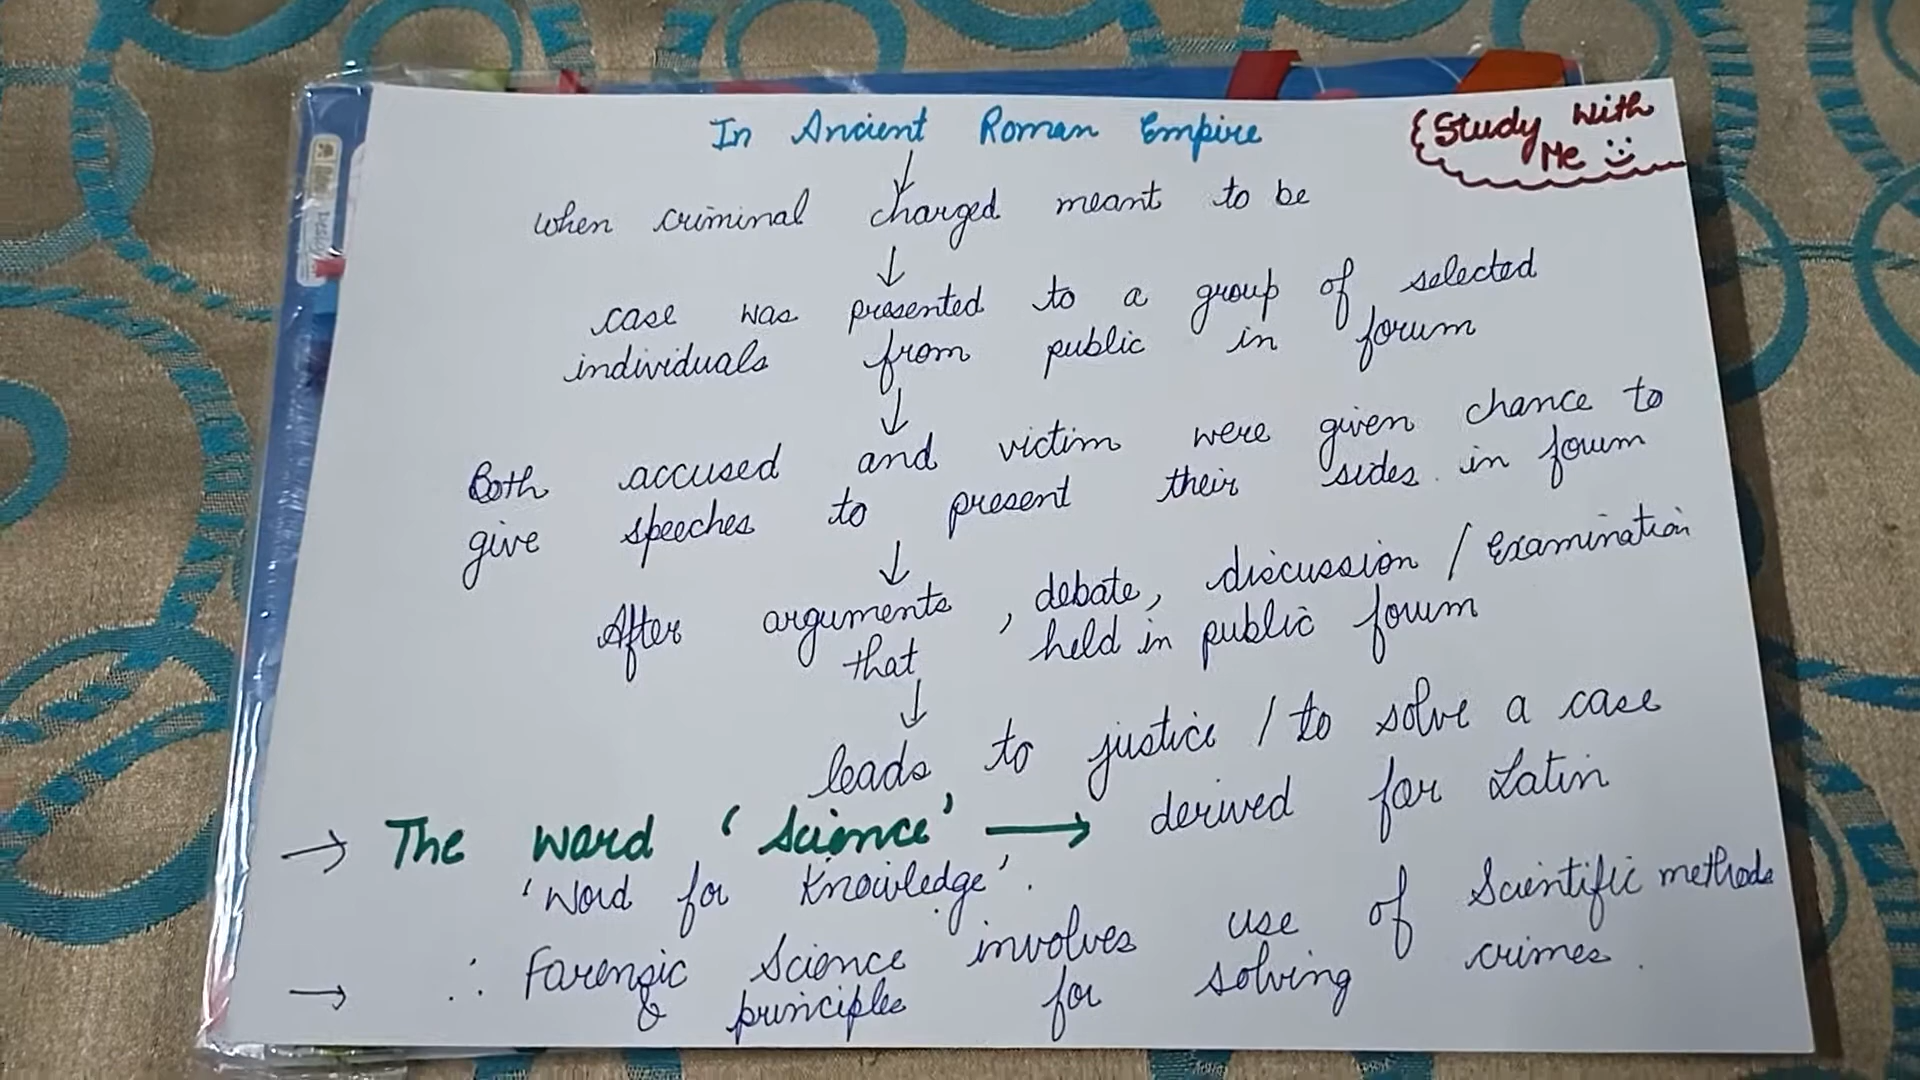 In Ancient Roman Empire
{Study With
Me
when criminal charged meant to be
case was presented to a group of selected
individuals from public in forum
Both accused and victim were given chance to
give speeches to present their sides in forum
After arguments, debate, discussion / Examination
that held in public forum
leads to justice / to solve a case
→ The Word 'Science' → derived for Latin
'Word for Knowledge'.
→ ∴ Forensic Science involves use of Scientific methods
& principles for solving crimes.